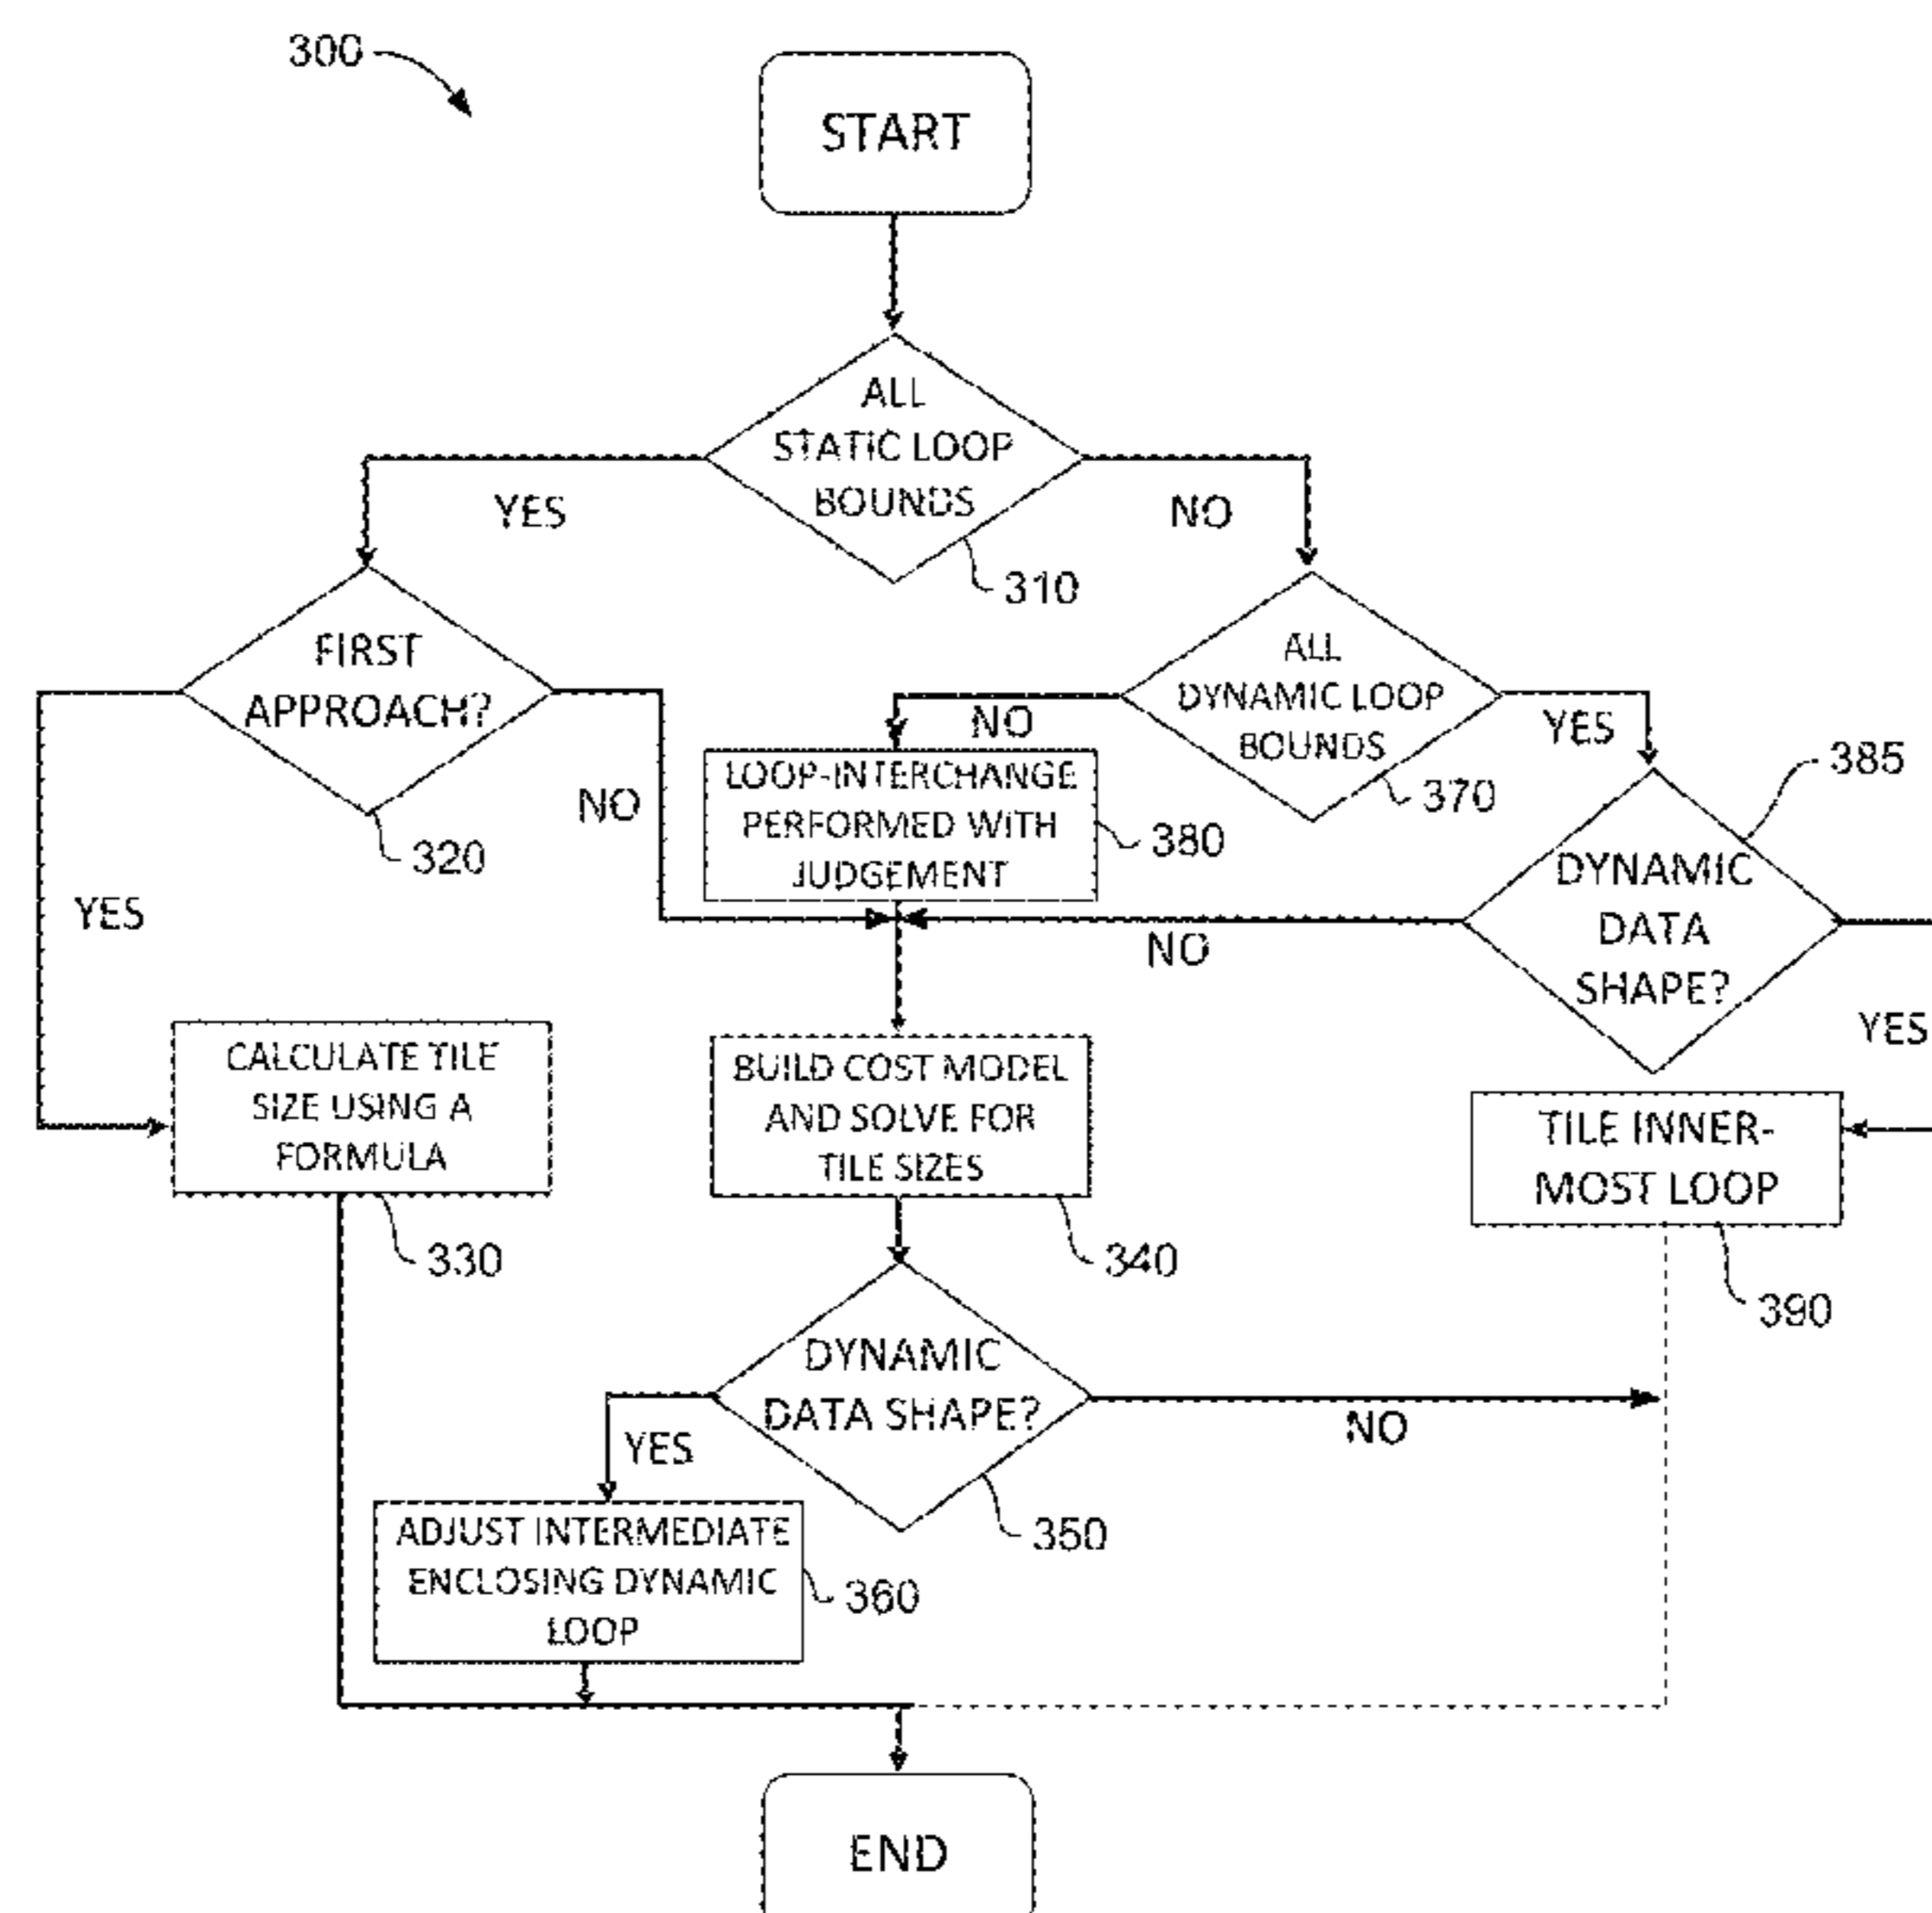 300
START
ALL
STATIC LOOP
BOUNDS
YES
NO
310
FIRST
APPROACH?
320
YES
NO
ALL
DYNAMIC LOOP
BOUNDS
370
NO
YES
LOOP-INTERCHANGE
PERFORMED WITH
JUDGEMENT
380
385
DYNAMIC
DATA
SHAPE?
NO
YES
CALCULATE TILE
SIZE USING A
FORMULA
330
BUILD COST MODEL
AND SOLVE FOR
TILE SIZES
340
TILE INNER-
MOST LOOP
390
DYNAMIC
DATA SHAPE?
YES
NO
350
ADJUST INTERMEDIATE
ENCLOSING DYNAMIC
LOOP
360
END